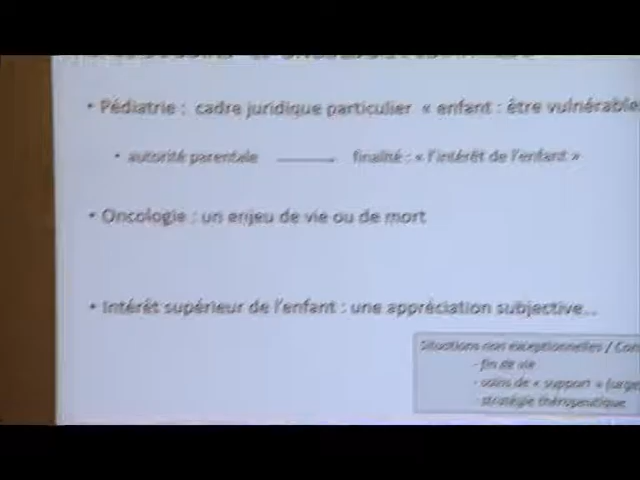 • Pédiatrie : cadre juridique particulier « enfant : être vulnérable
• autorité parentale finalité : « l'intérêt de l'enfant »
• Oncologie : un enjeu de vie ou de mort
• Intérêt supérieur de l'enfant : une appréciation subjective...
Situations non exceptionnelles /
- fin de vie
- soins de « support »
- stratégie thérapeutique